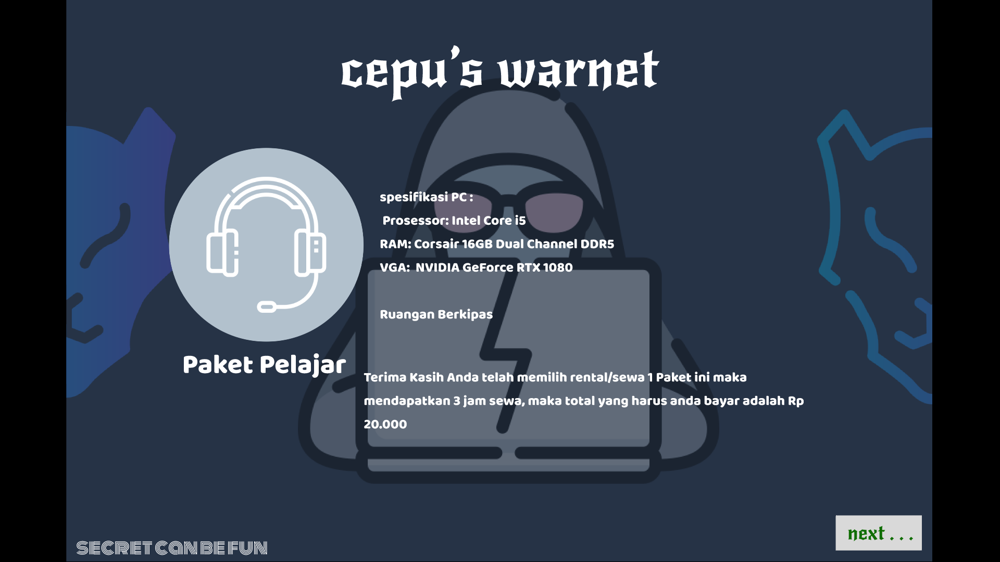 cepu's warnet
spesifikasi PC :
Prosessor: Intel Core i5
RAM: Corsair 16GB Dual Channel DDR5
VGA: NVIDIA GeForce RTX 1080
Ruangan Berkipas
Paket Pelajar
Terima Kasih Anda telah memilih rental/sewa 1 Paket ini maka
mendapatkan 3 jam sewa, maka total yang harus anda bayar adalah Rp
20.000
next . . .
SECRET CAN BE FUN